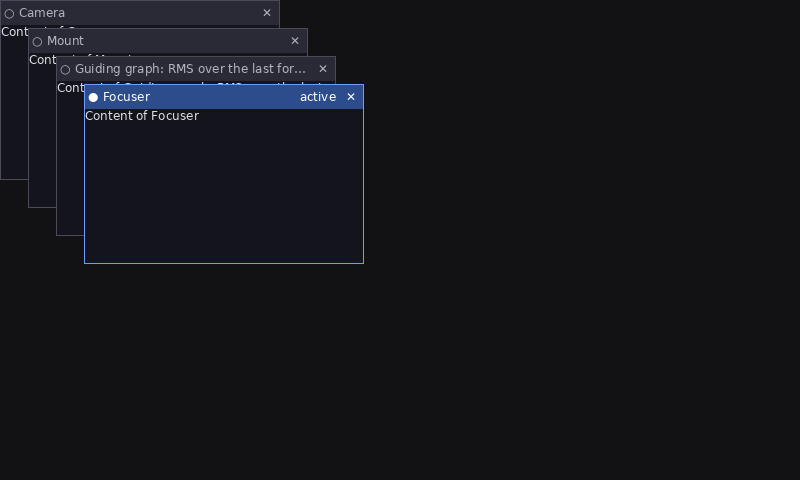 Camera
Mount
Guiding graph: RMS over the last for...
Focuser active
Content of Focuser